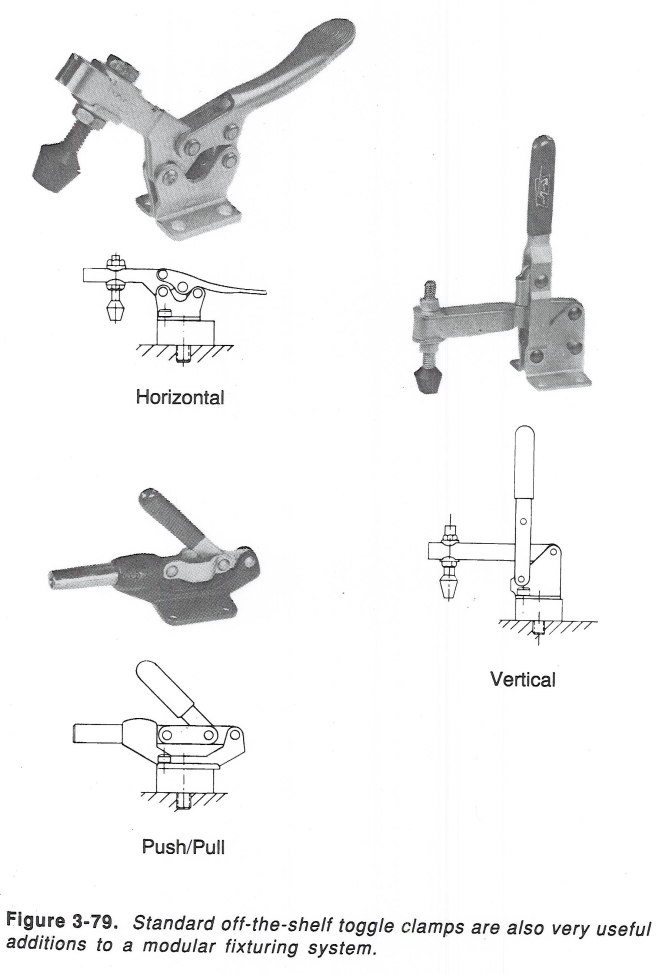 Horizontal
Vertical
Push/Pull
Figure 3-79. Standard off-the-shelf toggle clamps are also very useful
additions to a modular fixturing system.